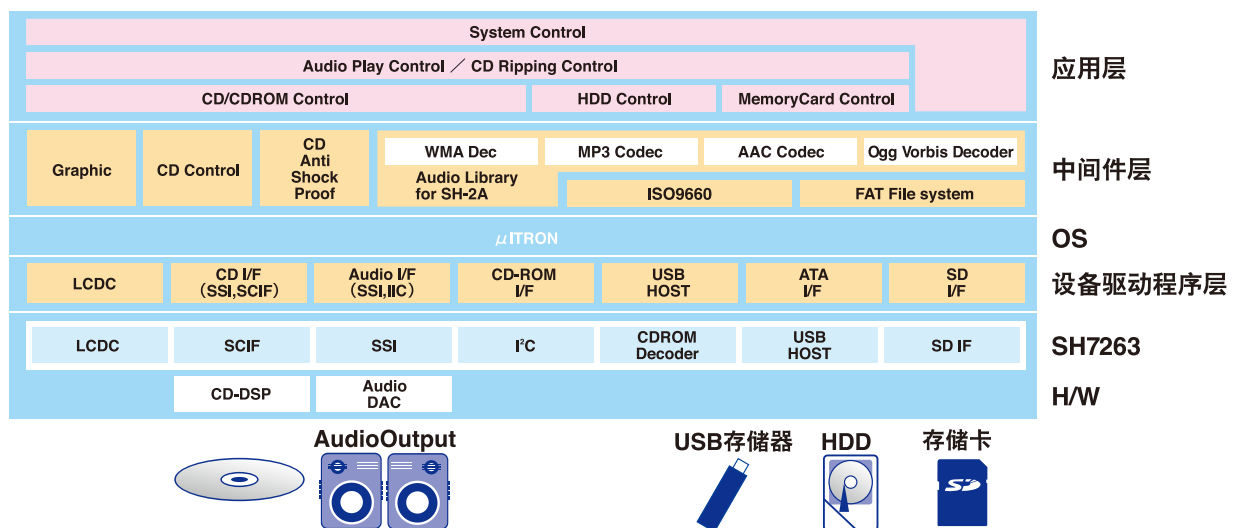 System Control
应用层
Audio Play Control ／ CD Ripping Control
CD/CDROM Control
HDD Control
MemoryCard Control
Graphic
CD Control
CD
Anti
Shock
Proof
WMA Dec
MP3 Codec
AAC Codec
Ogg Vorbis Decoder
Audio Library
for SH-2A
ISO9660
FAT File system
中间件层
μITRON
OS
LCDC
CD I/F
（SSI,SCIF）
Audio I/F
（SSI,IIC）
CD-ROM
I/F
USB
HOST
ATA
I/F
SD
I/F
设备驱动程序层
LCDC
SCIF
SSI
I²C
CDROM
Decoder
USB
HOST
SD IF
SH7263
CD-DSP
Audio
DAC
H/W
AudioOutput
USB存储器
HDD
存储卡
SD